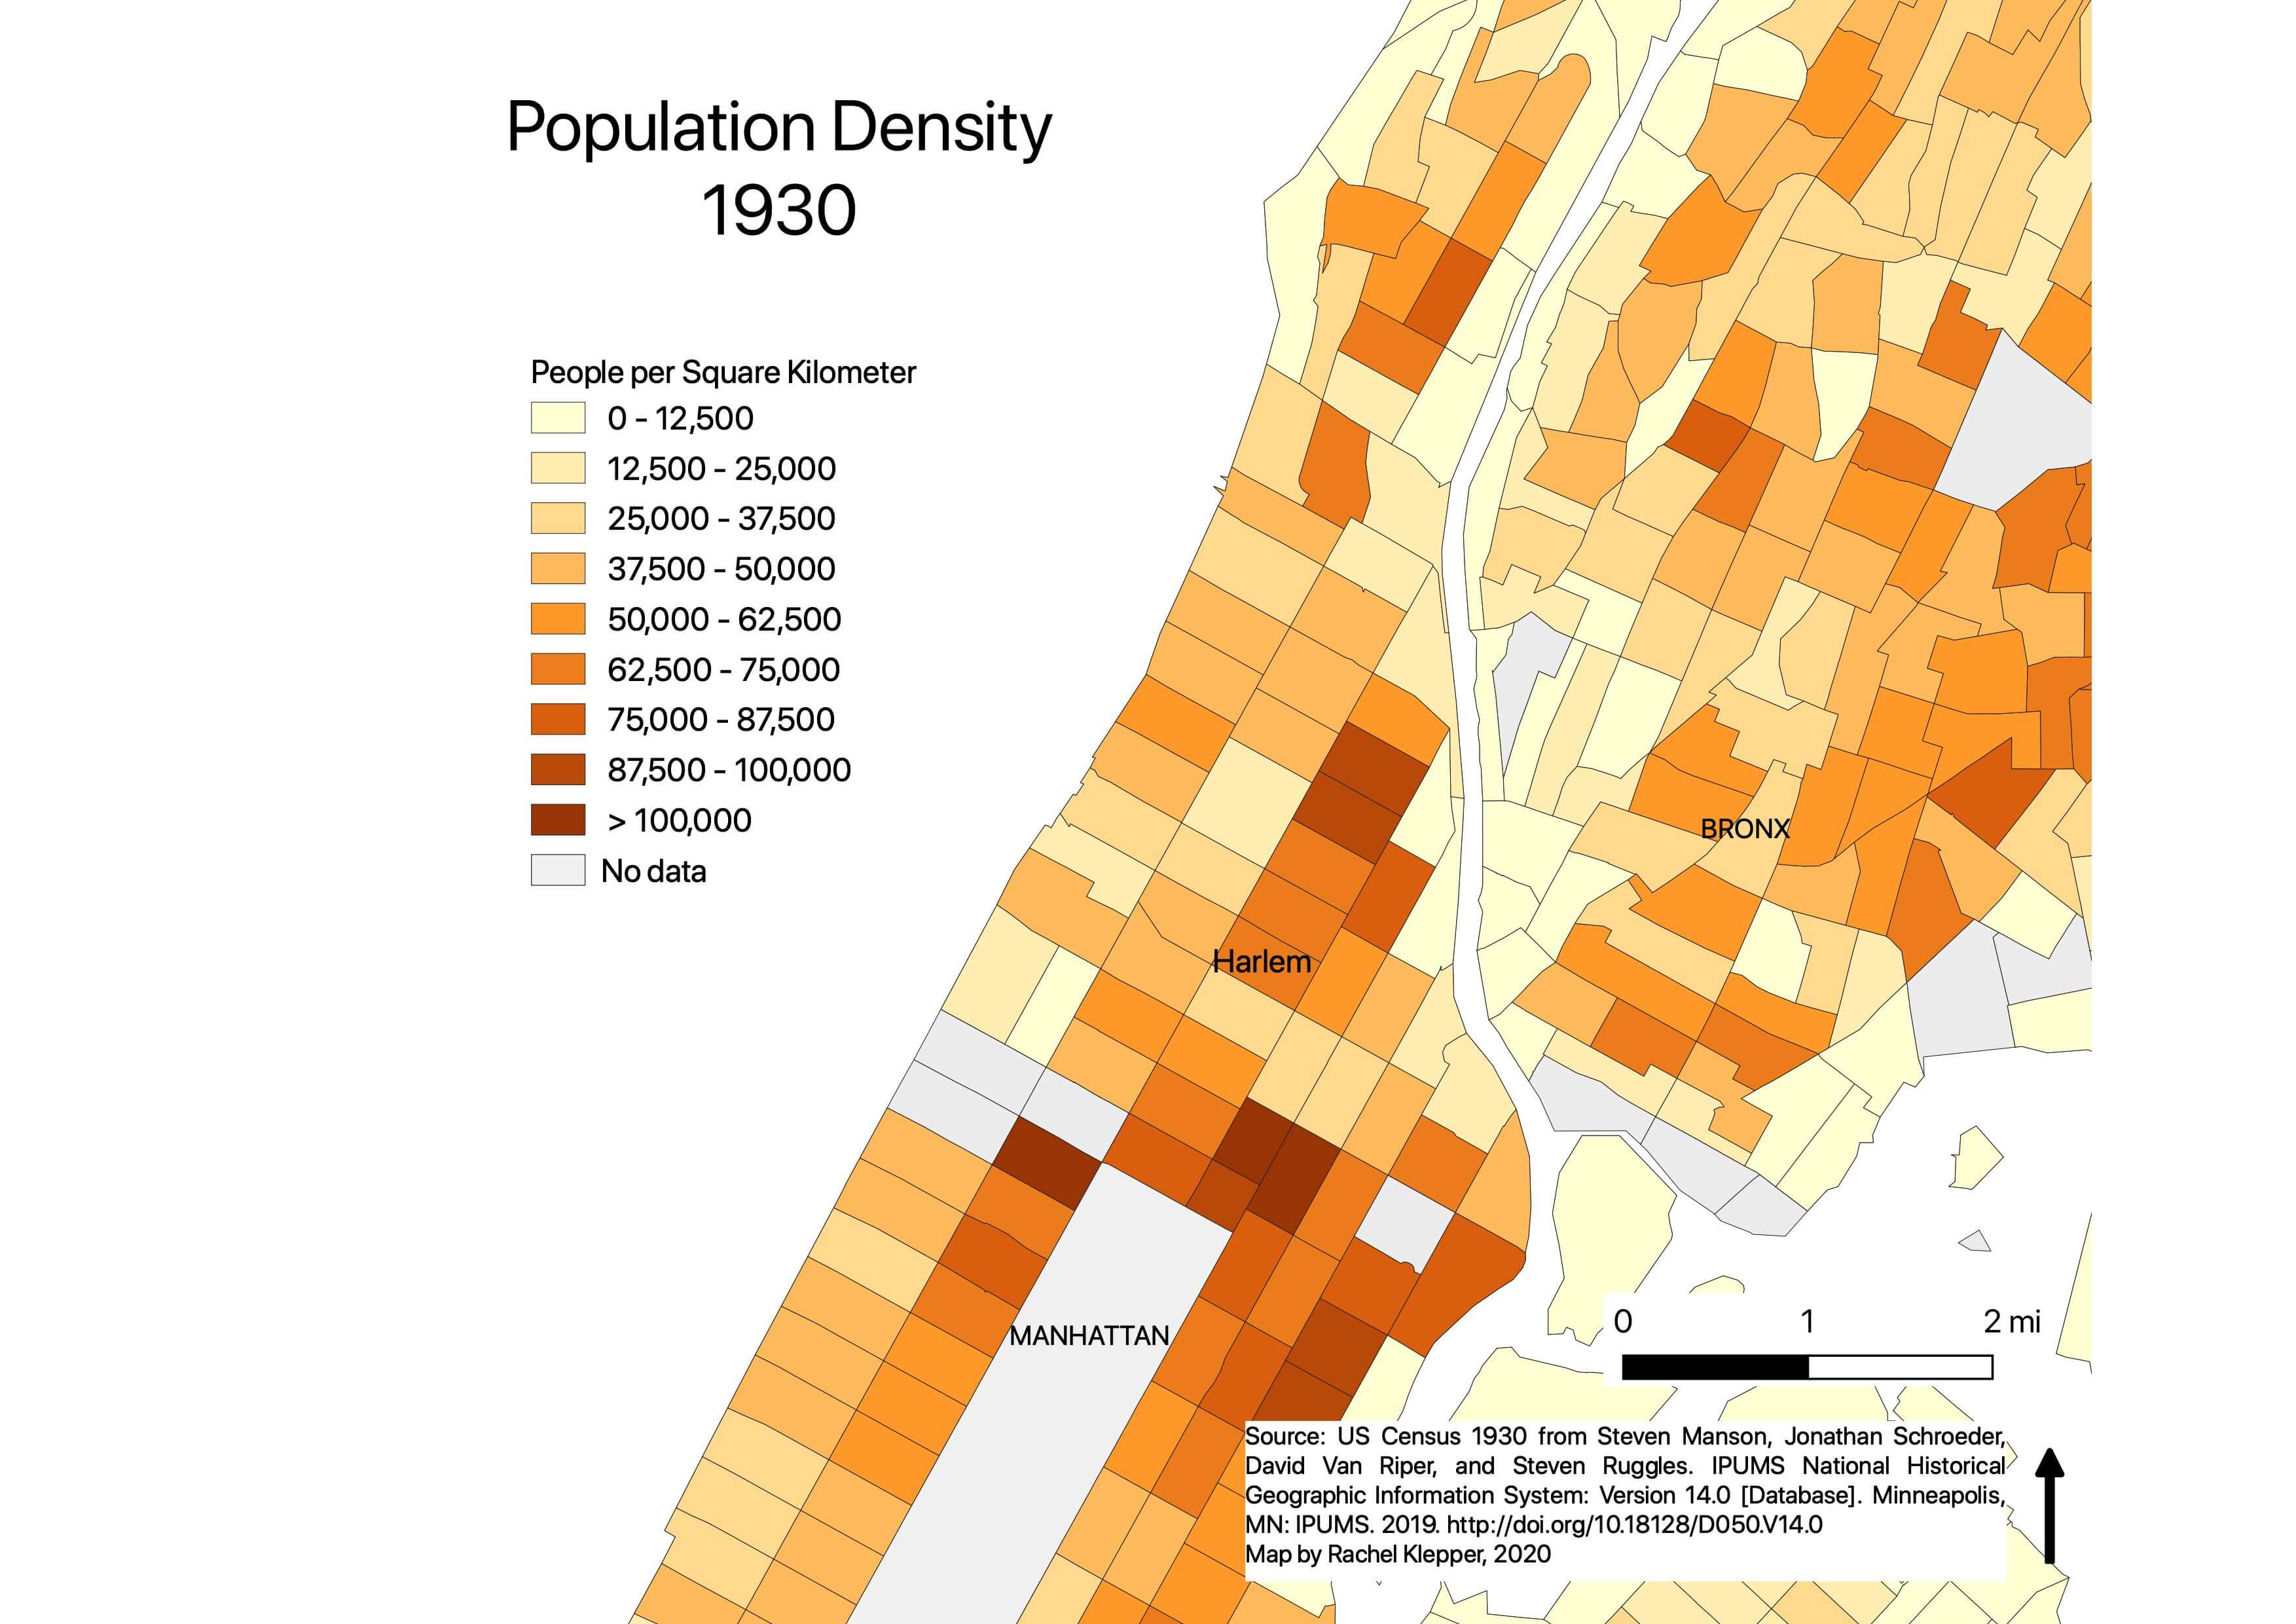 Population Density
1930
People per Square Kilometer
0 - 12,500
12,500 - 25,000
25,000 - 37,500
37,500 - 50,000
50,000 - 62,500
62,500 - 75,000
75,000 - 87,500
87,500 - 100,000
> 100,000
No data
BRONX
Harlem
MANHATTAN
0 1 2 mi
Source: US Census 1930 from Steven Manson, Jonathan Schroeder,
David Van Riper, and Steven Ruggles. IPUMS National Historical
Geographic Information System: Version 14.0 [Database]. Minneapolis,
MN: IPUMS. 2019. http://doi.org/10.18128/D050.V14.0
Map by Rachel Klepper, 2020